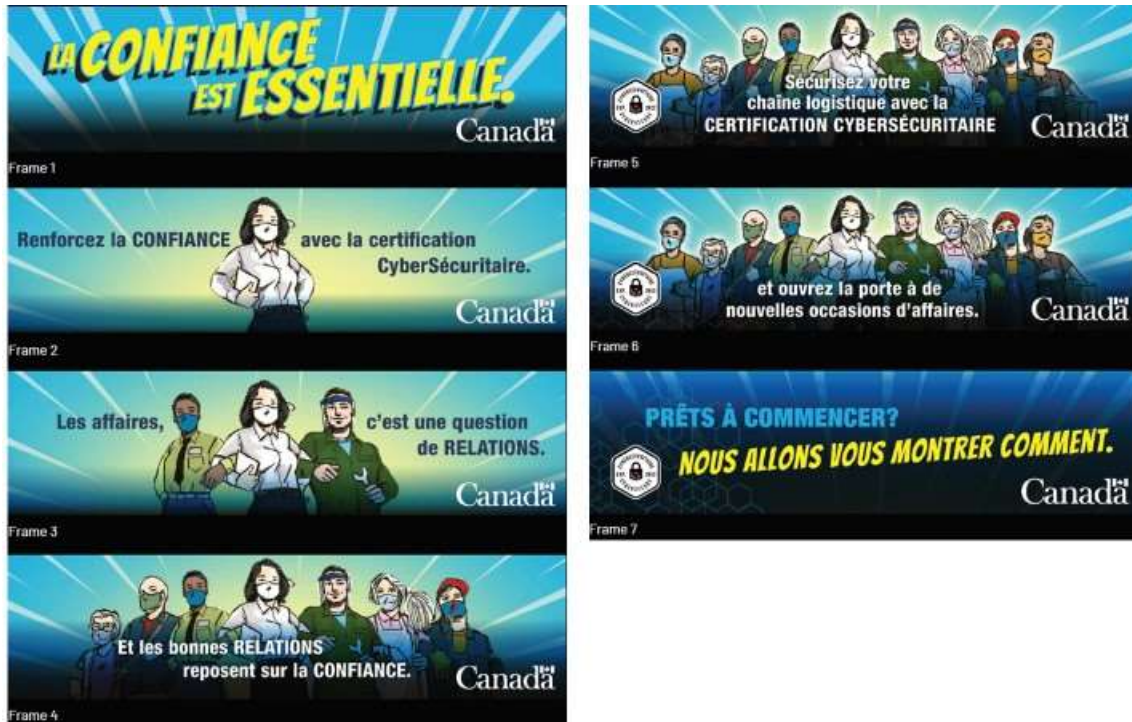 LA CONFIANCE
EST ESSENTIELLE.
Canada
Frame 1
Renforcez la CONFIANCE avec la certification
CyberSécuritaire.
Canada
Frame 2
Les affaires, c'est une question
de RELATIONS.
Canada
Frame 3
Et les bonnes RELATIONS
reposent sur la CONFIANCE.
Canada
Frame 4
Sécurisez votre
chaîne logistique avec la
CERTIFICATION CYBERSÉCURITAIRE
Canada
Frame 5
et ouvrez la porte à de
nouvelles occasions d'affaires.
Canada
Frame 6
PRÊTS À COMMENCER?
NOUS ALLONS VOUS MONTRER COMMENT.
Canada
Frame 7